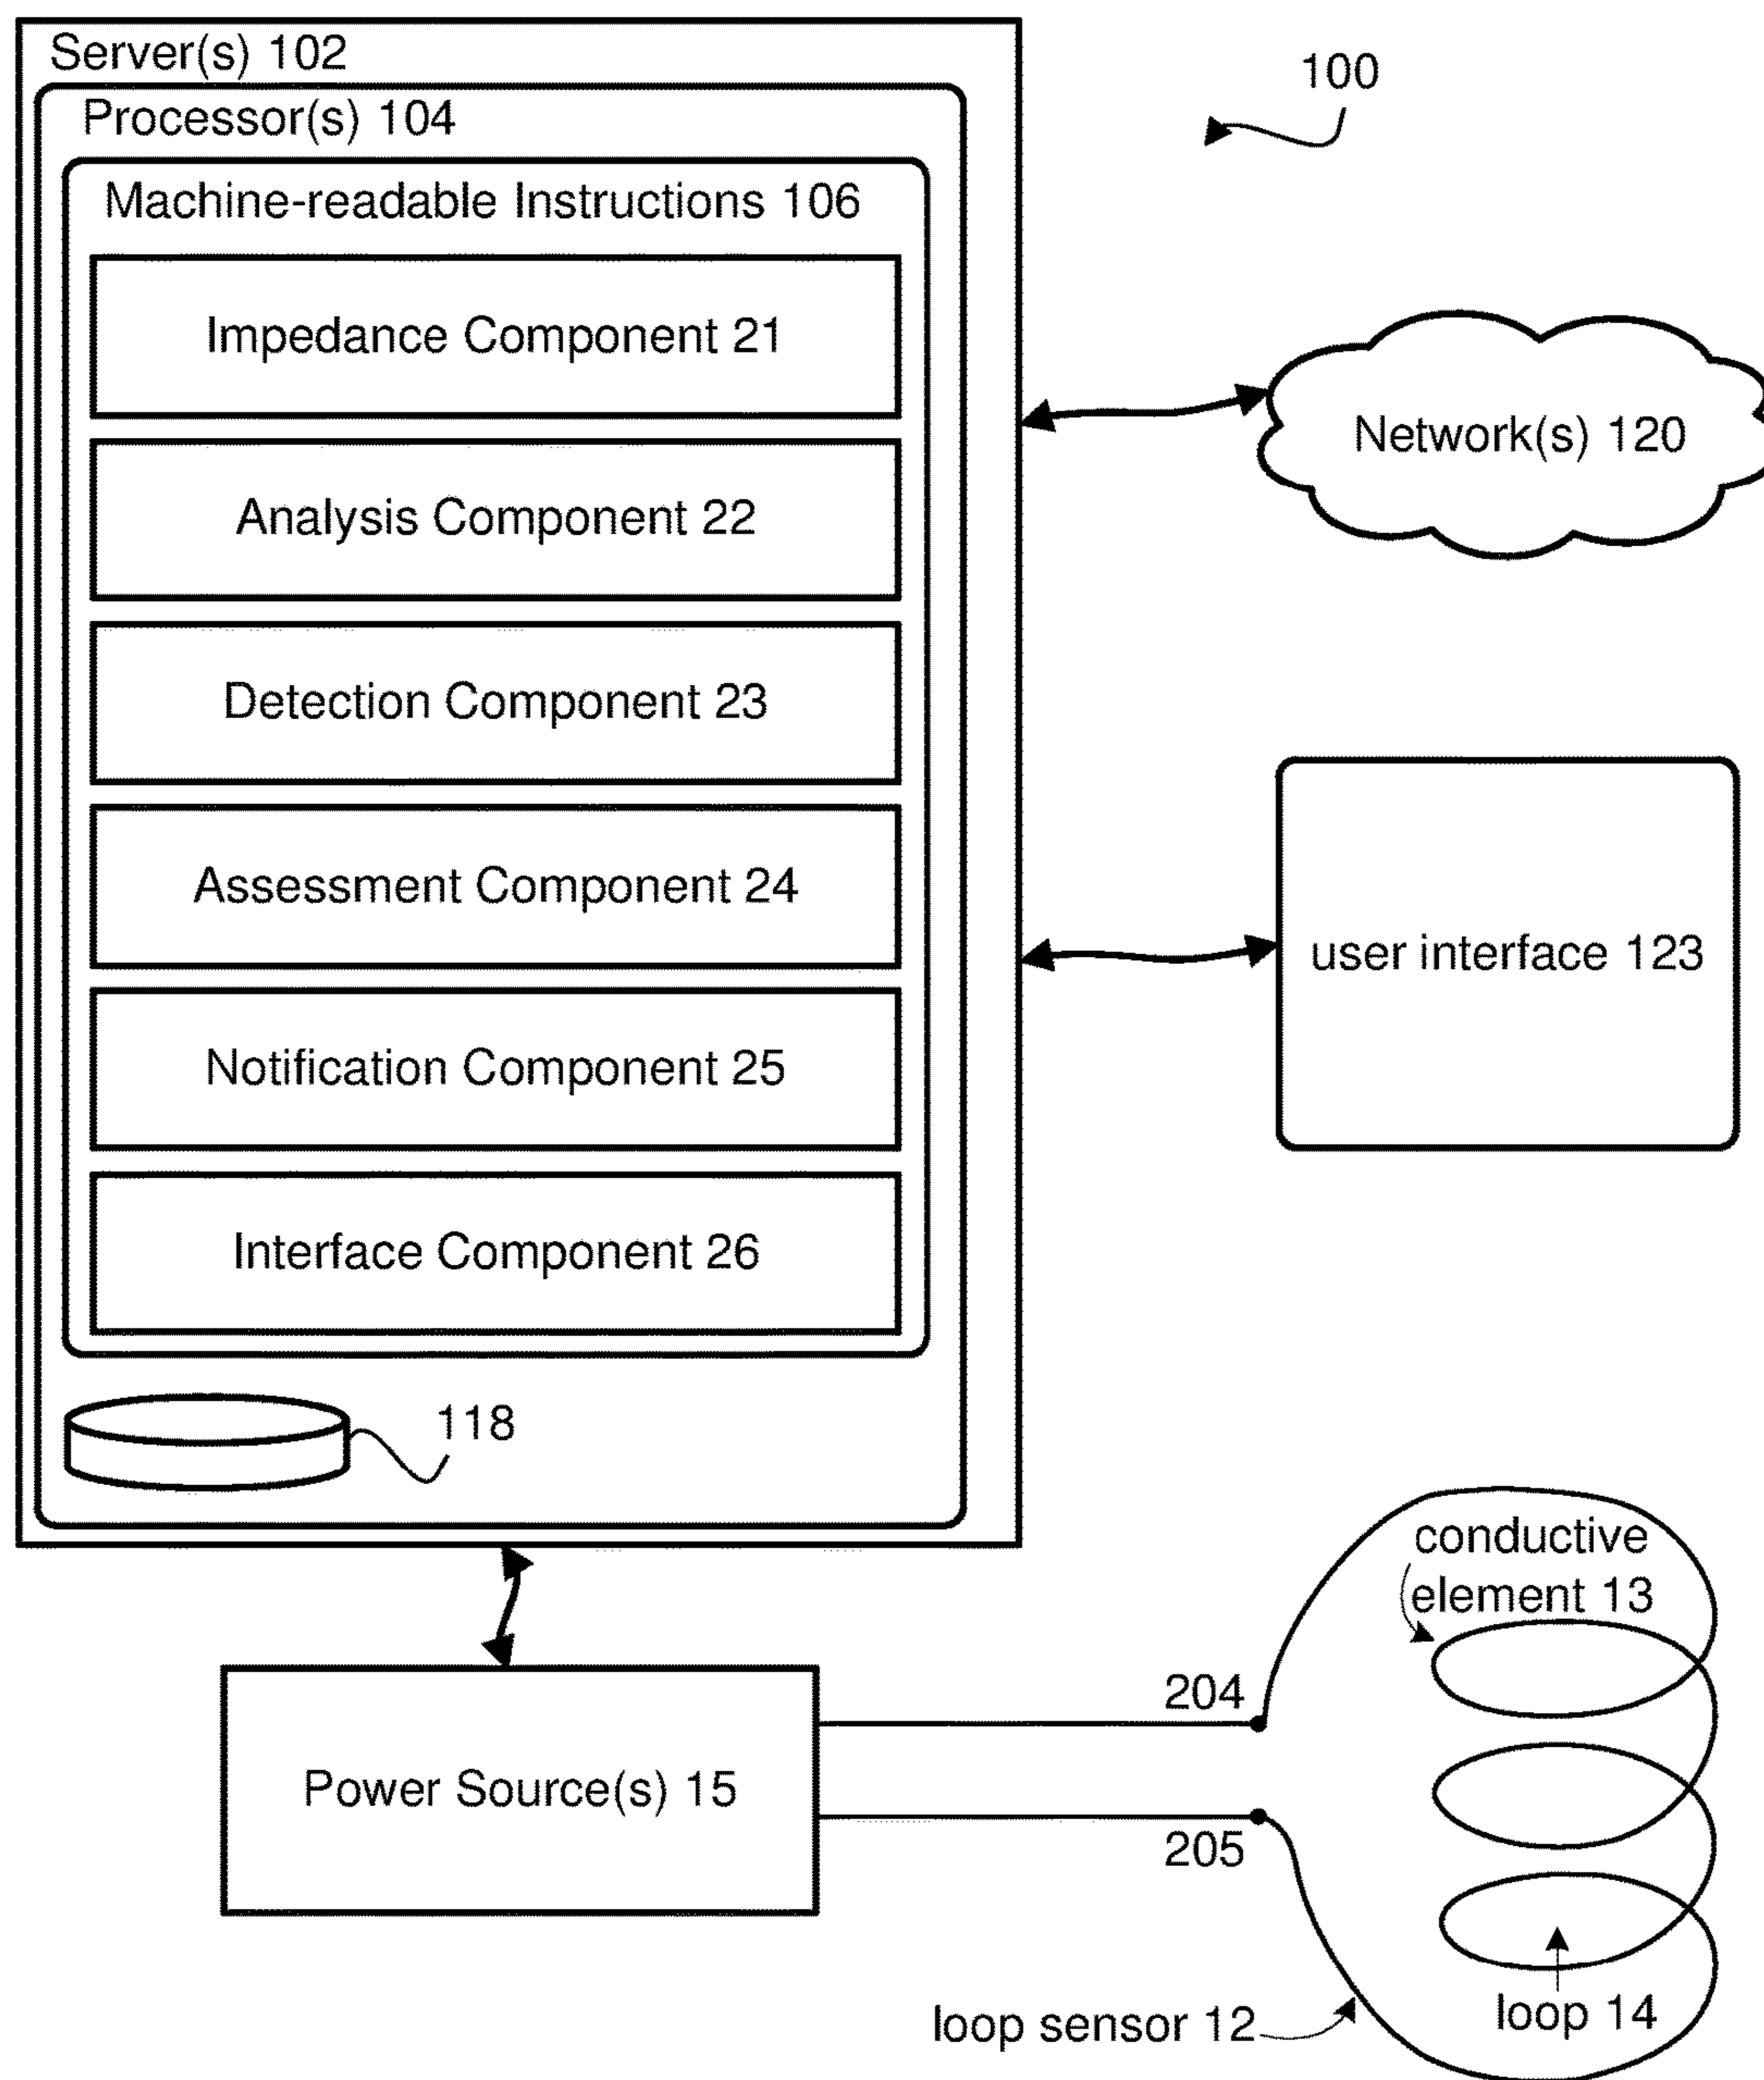 Server(s) 102
100
Processor(s) 104
Machine-readable Instructions 106
Impedance Component 21
Network(s) 120
Analysis Component 22
Detection Component 23
Assessment Component 24
user interface 123
Notification Component 25
Interface Component 26
118
conductive
element 13
204
Power Source(s) 15
205
loop 14
loop sensor 12